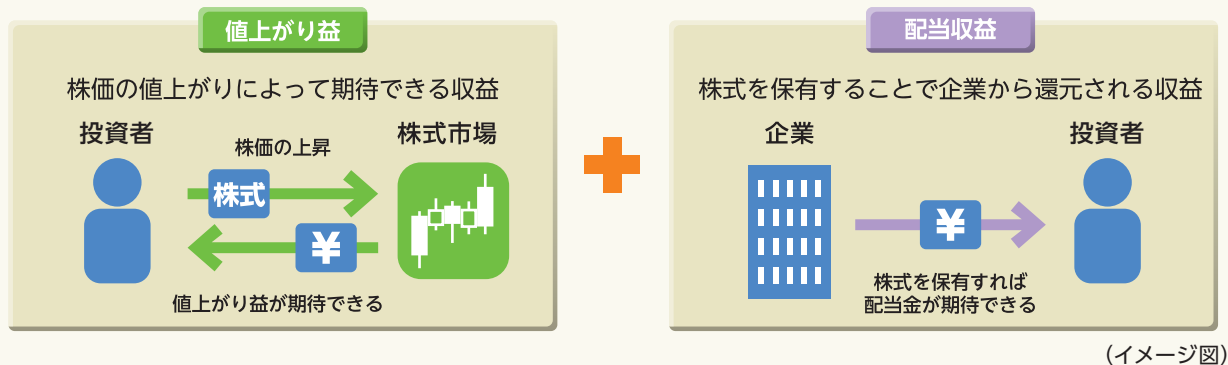 値上がり益
株価の値上がりによって期待できる収益
投資者
株価の上昇
株式市場
株式
¥
値上がり益が期待できる
配当収益
株式を保有することで企業から還元される収益
企業
投資者
¥
株式を保有すれば
配当金が期待できる
(イメージ図)